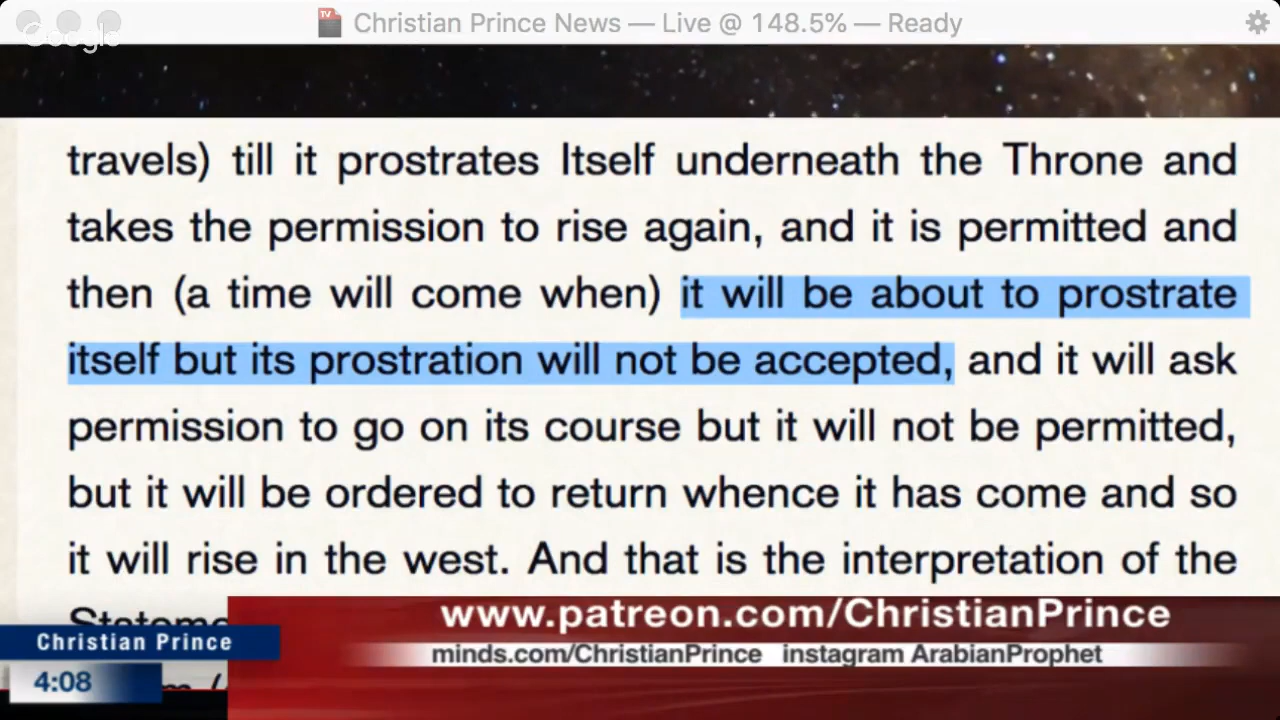 Christian Prince News — Live @ 148.5% — Ready
Google
travels) till it prostrates Itself underneath the Throne and
takes the permission to rise again, and it is permitted and
then (a time will come when) it will be about to prostrate
itself but its prostration will not be accepted, and it will ask
permission to go on its course but it will not be permitted,
but it will be ordered to return whence it has come and so
it will rise in the west. And that is the interpretation of the
www.patreon.com/ChristianPrince
Christian Prince
minds.com/ChristianPrince instagram ArabianProphet
4:08